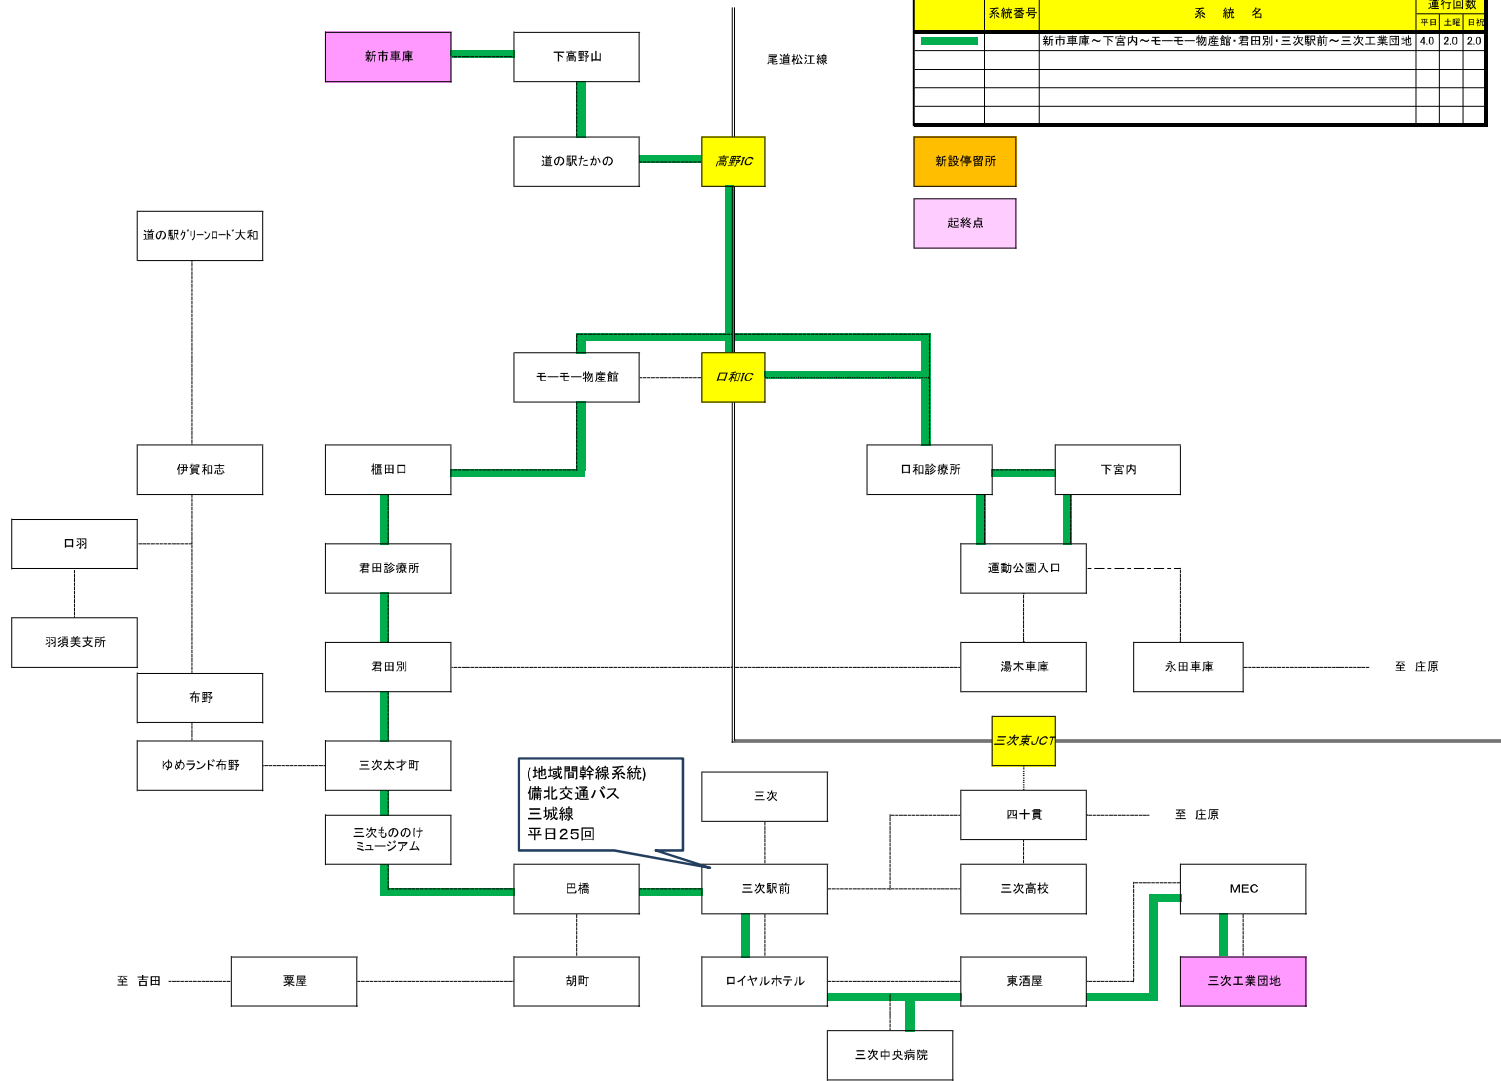 系統番号
系 統 名
運行回数
平日 土曜 日祝
新市車庫～下宮内～モーモー物産館・君田別・三次駅前～三次工業団地 4.0 2.0 2.0
新市車庫
下高野山
尾道松江線
道の駅たかの
高野IC
新設停留所
起終点
道の駅グリーンロード大和
モーモー物産館
口和IC
伊賀和志
櫃田口
口和診療所
下宮内
口羽
君田診療所
運動公園入口
羽須美支所
君田別
湯木車庫
永田車庫
至 庄原
布野
三次東JCT
ゆめランド布野
三次太才町
(地域間幹線系統)
備北交通バス
三城線
平日25回
三次
四十貫
至 庄原
三次もののけ
ミュージアム
巴橋
三次駅前
三次高校
MEC
至 吉田
粟屋
胡町
ロイヤルホテル
東酒屋
三次工業団地
三次中央病院